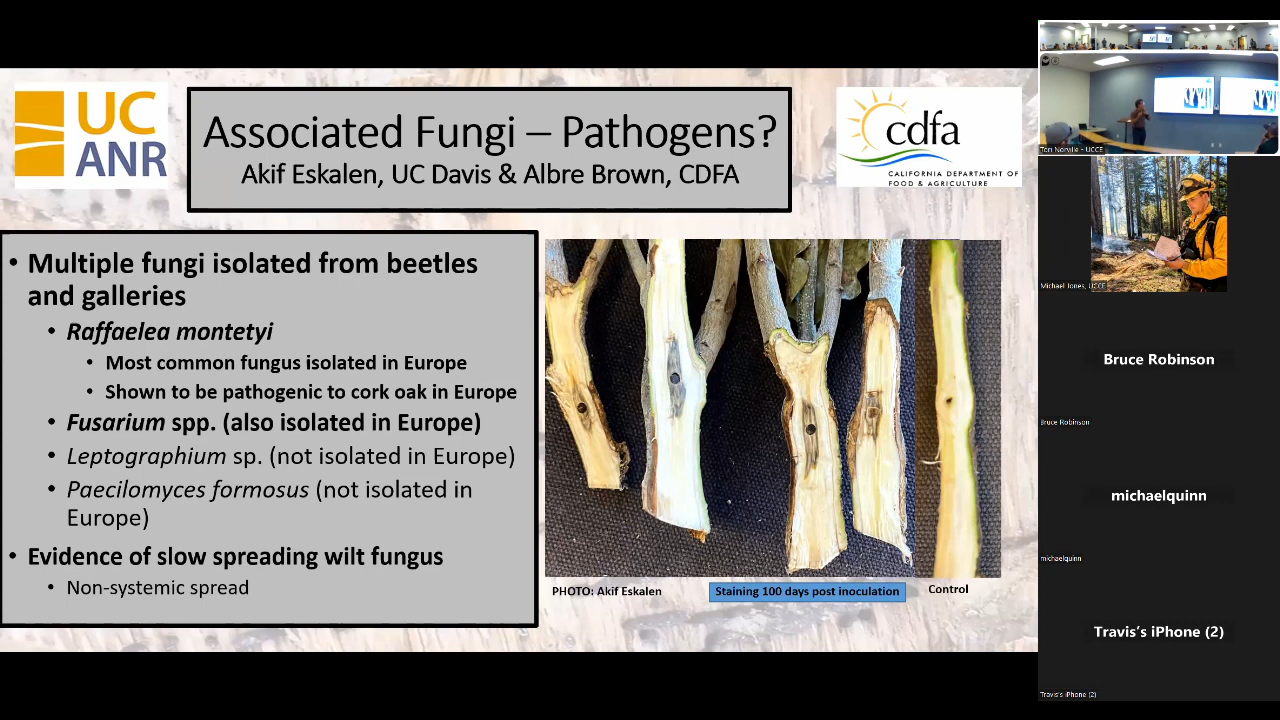 UC
ANR
Associated Fungi – Pathogens?
Akif Eskalen, UC Davis & Albre Brown, CDFA
cdfa
CALIFORNIA DEPARTMENT OF
FOOD & AGRICULTURE
• Multiple fungi isolated from beetles
and galleries
• Raffaelea montetyi
• Most common fungus isolated in Europe
• Shown to be pathogenic to cork oak in Europe
• Fusarium spp. (also isolated in Europe)
• Leptographium sp. (not isolated in Europe)
• Paecilomyces formosus (not isolated in
Europe)
• Evidence of slow spreading wilt fungus
• Non-systemic spread
PHOTO: Akif Eskalen
Staining 100 days post inoculation
Control
Tori Norville - UCCE
Michael Jones, UCCE
Bruce Robinson
Bruce Robinson
michaelquinn
michaelquinn
Travis's iPhone (2)
Travis's iPhone (2)